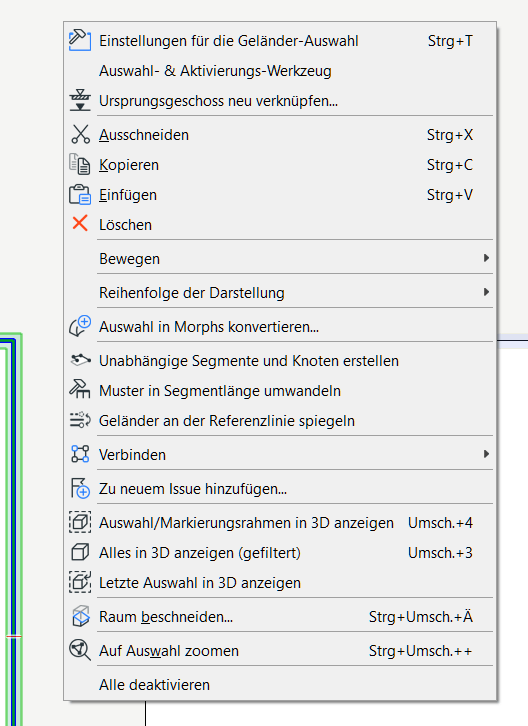 Einstellungen für die Geländer-Auswahl Strg+T
Auswahl- & Aktivierungs-Werkzeug
Ursprungsgeschoss neu verknüpfen...
Ausschneiden Strg+X
Kopieren Strg+C
Einfügen Strg+V
Löschen
Bewegen
Reihenfolge der Darstellung
Auswahl in Morphs konvertieren...
Unabhängige Segmente und Knoten erstellen
Muster in Segmentlänge umwandeln
Geländer an der Referenzlinie spiegeln
Verbinden
Zu neuem Issue hinzufügen...
Auswahl/Markierungsrahmen in 3D anzeigen Umsch.+4
Alles in 3D anzeigen (gefiltert) Umsch.+3
Letzte Auswahl in 3D anzeigen
Raum beschneiden... Strg+Umsch.+Ä
Auf Auswahl zoomen Strg+Umsch.++
Alle deaktivieren